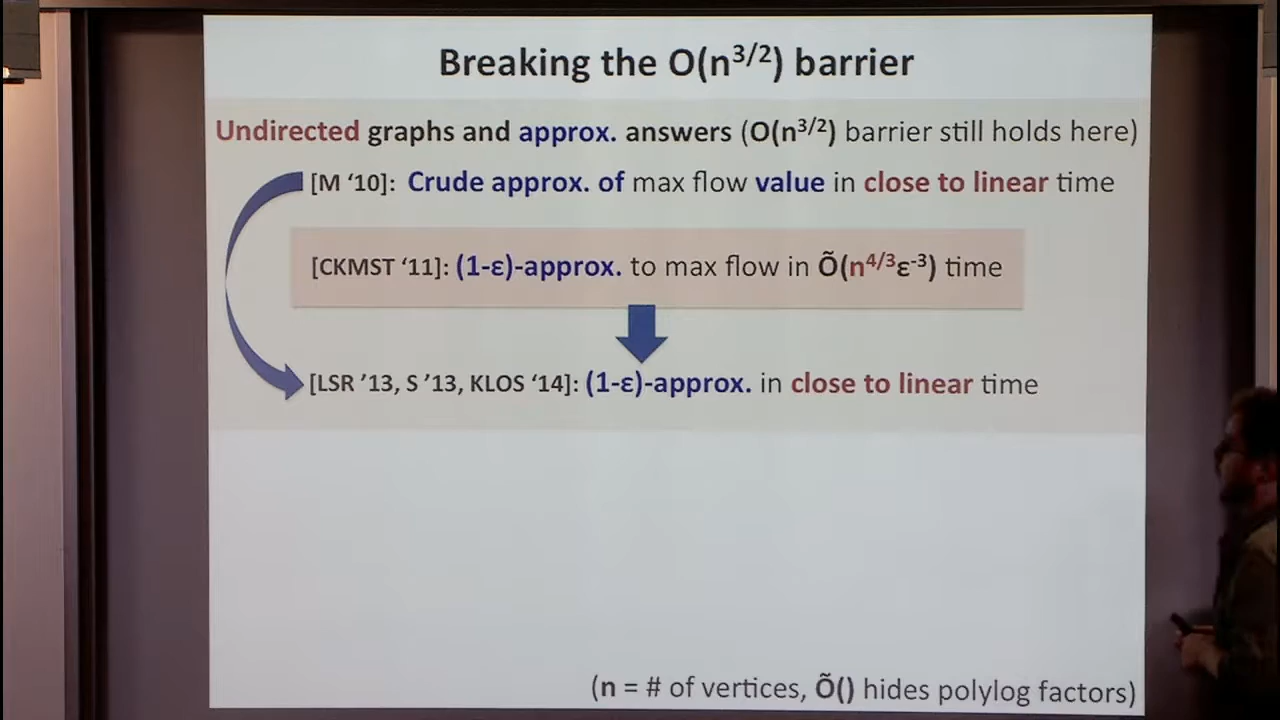 Breaking the O(n^3/2) barrier
Undirected graphs and approx. answers (O(n^3/2) barrier still holds here)
[M ‘10]: Crude approx. of max flow value in close to linear time
[CKMST ‘11]: (1-ε)-approx. to max flow in Õ(n^4/3 ε^-3) time
[LSR ’13, S ’13, KLOS ‘14]: (1-ε)-approx. in close to linear time
(n = # of vertices, Õ() hides polylog factors)